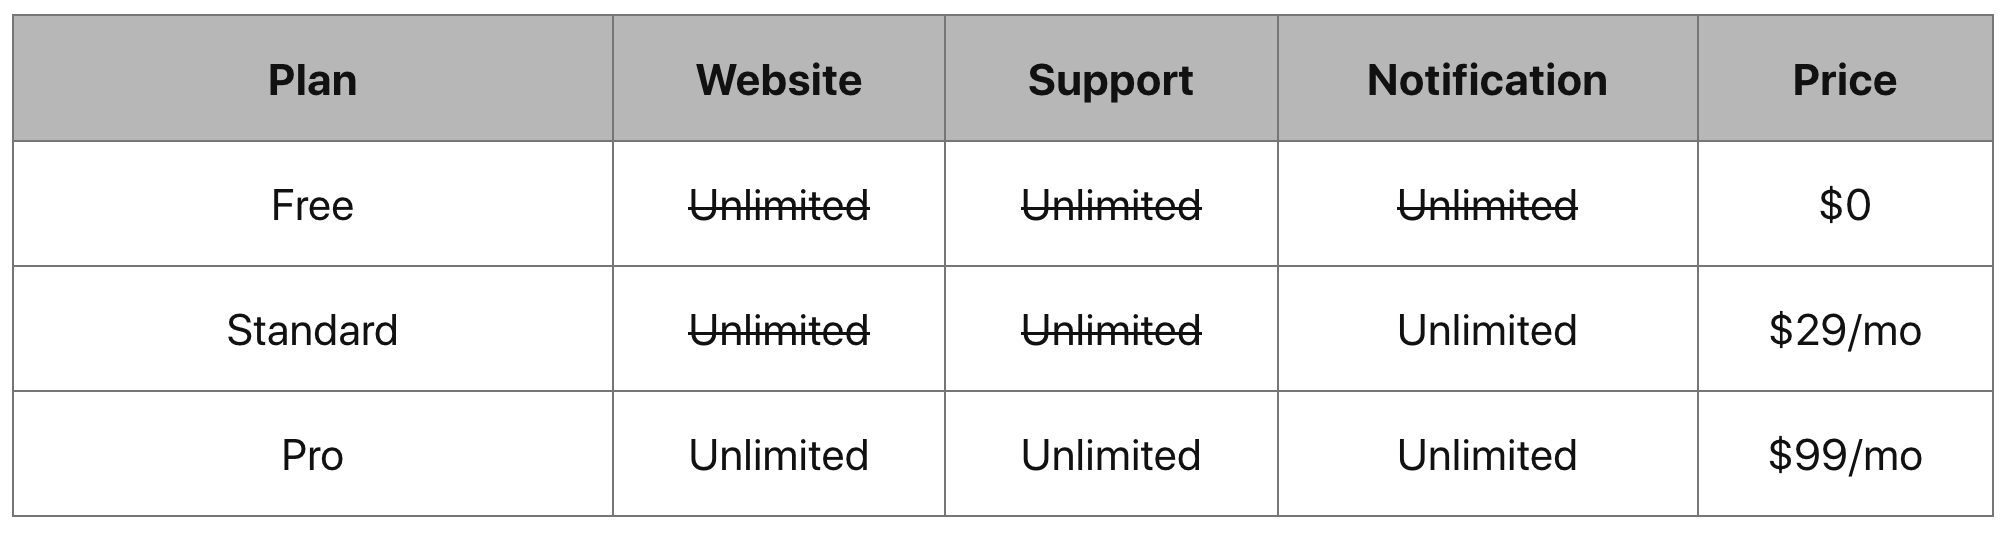 Plan Website Support Notification Price
Free ~~Unlimited~~ ~~Unlimited~~ ~~Unlimited~~ $0
Standard ~~Unlimited~~ ~~Unlimited~~ Unlimited $29/mo
Pro Unlimited Unlimited Unlimited $99/mo